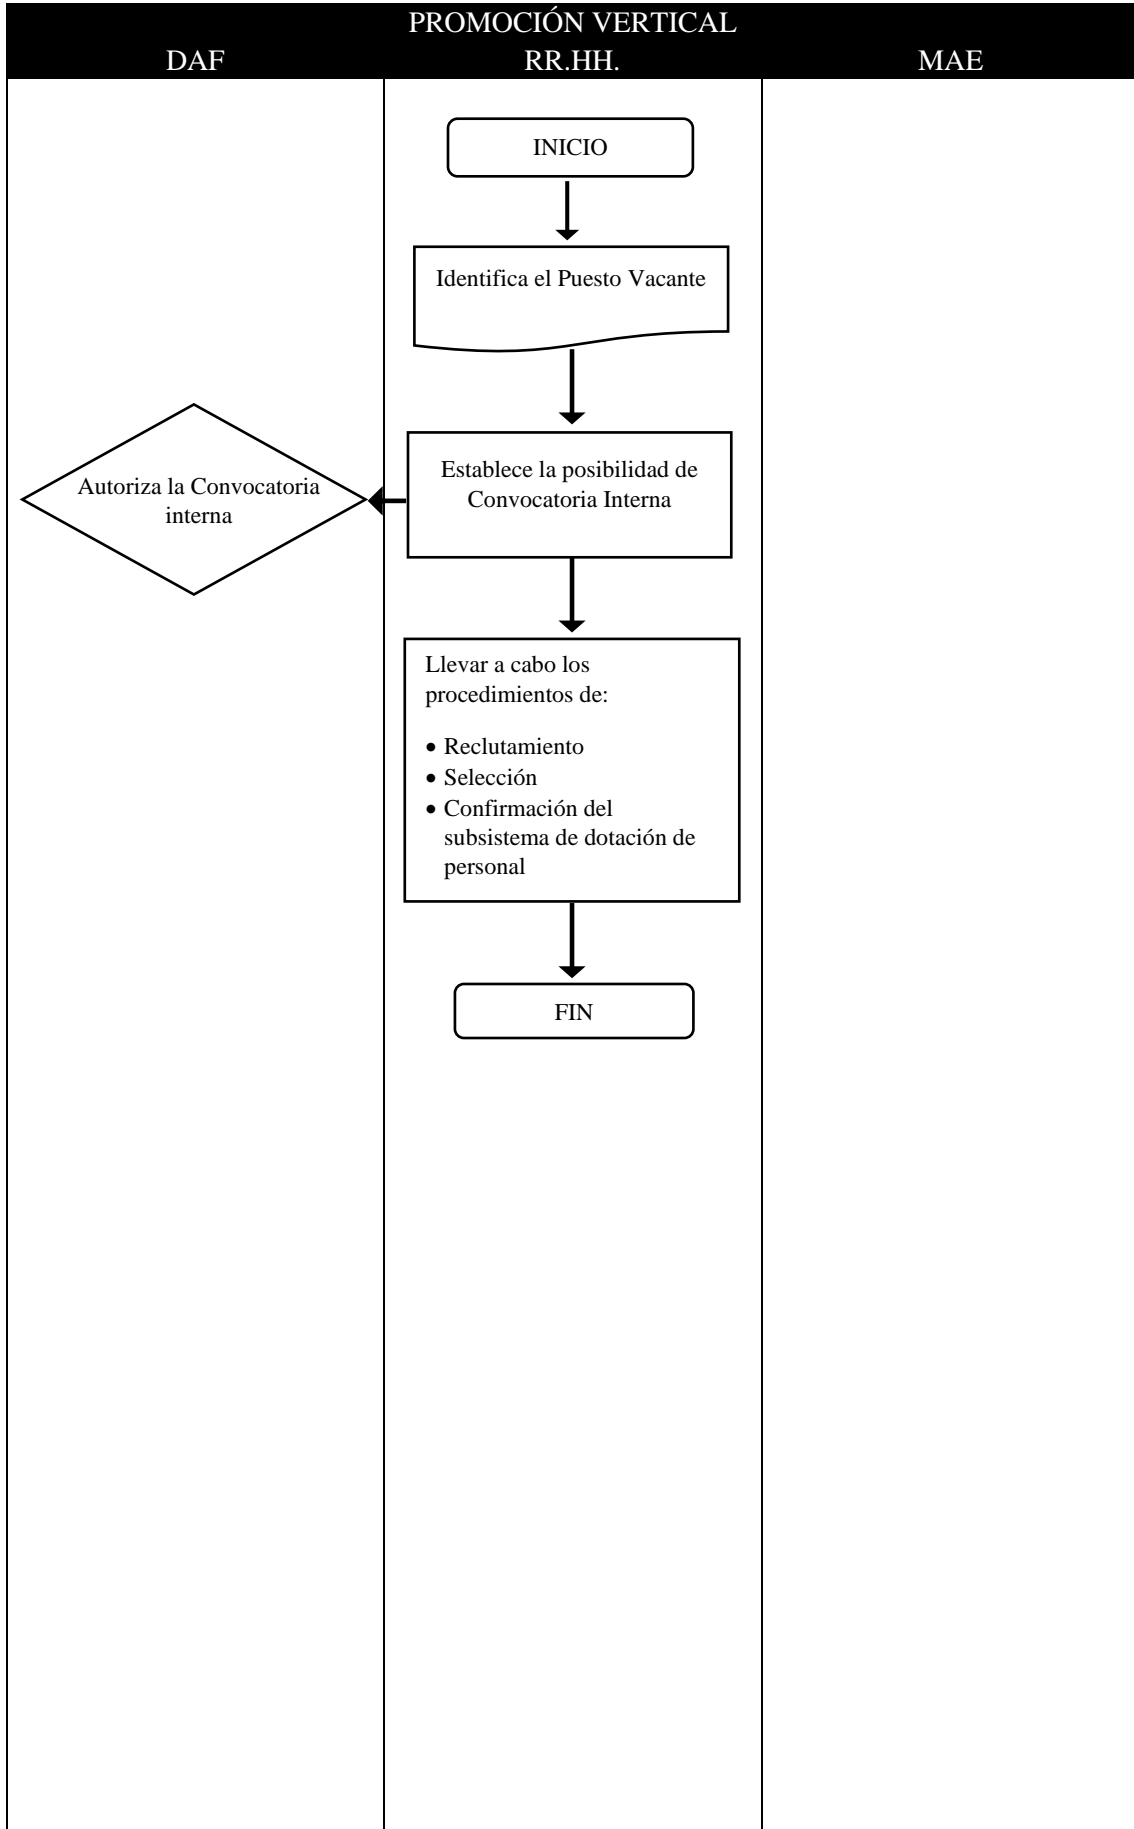 PROMOCIÓN VERTICAL
DAF RR.HH. MAE
INICIO
Identifica el Puesto Vacante
Autoriza la Convocatoria
interna
Establece la posibilidad de
Convocatoria Interna
Llevar a cabo los
procedimientos de:
• Reclutamiento
• Selección
• Confirmación del
subsistema de dotación de
personal
FIN